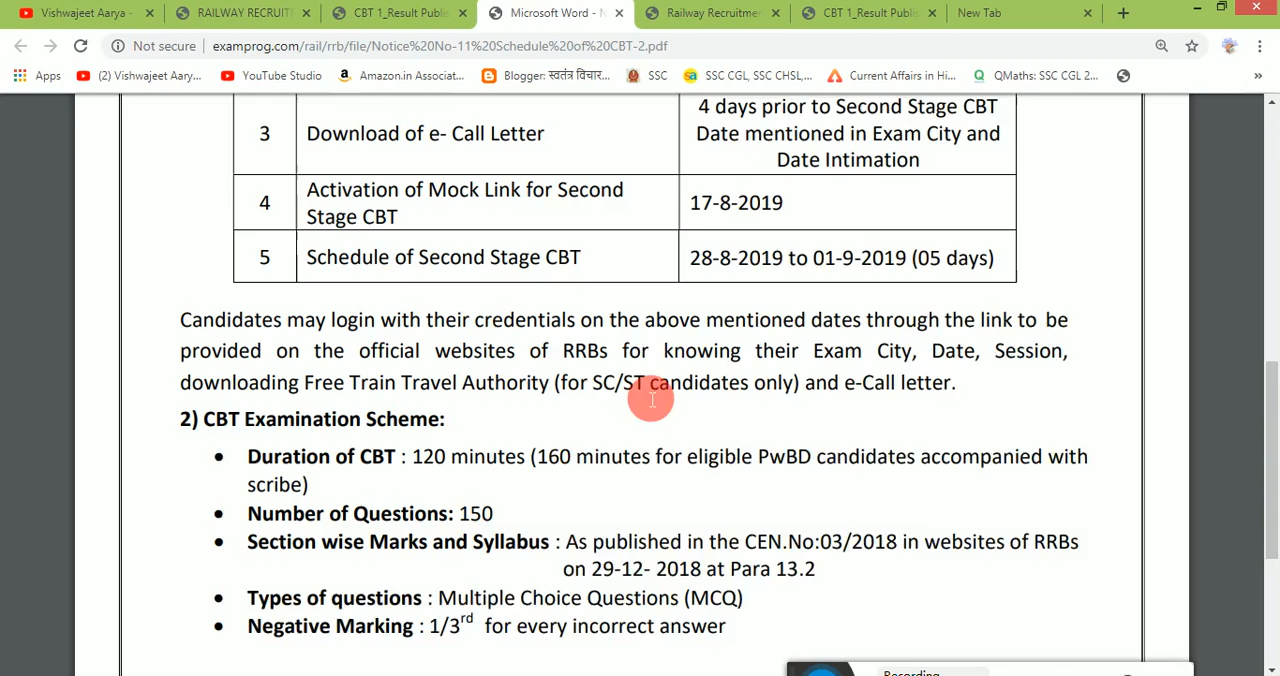 Vishwajeet Aarya -
RAILWAY RECRUIT
CBT 1_Result Publis
Microsoft Word - N
Railway Recruitmen
CBT 1_Result Publis
New Tab
Not secure | examprog.com/rail/rrb/file/Notice%20No-11%20Schedule%20of%20CBT-2.pdf
Apps (2) Vishwajeet Aary... YouTube Studio Amazon.in Associat... Blogger: स्वतंत्र विचार... SSC SSC CGL, SSC CHSL,... Current Affairs in Hi... QMaths: SSC CGL 2... »
4 days prior to Second Stage CBT
3 Download of e- Call Letter Date mentioned in Exam City and
Date Intimation
4 Activation of Mock Link for Second 17-8-2019
Stage CBT
5 Schedule of Second Stage CBT 28-8-2019 to 01-9-2019 (05 days)
Candidates may login with their credentials on the above mentioned dates through the link to be
provided on the official websites of RRBs for knowing their Exam City, Date, Session,
downloading Free Train Travel Authority (for SC/ST candidates only) and e-Call letter.
2) CBT Examination Scheme:
• Duration of CBT : 120 minutes (160 minutes for eligible PwBD candidates accompanied with
scribe)
• Number of Questions: 150
• Section wise Marks and Syllabus : As published in the CEN.No:03/2018 in websites of RRBs
on 29-12- 2018 at Para 13.2
• Types of questions : Multiple Choice Questions (MCQ)
• Negative Marking : 1/3rd for every incorrect answer
Recording